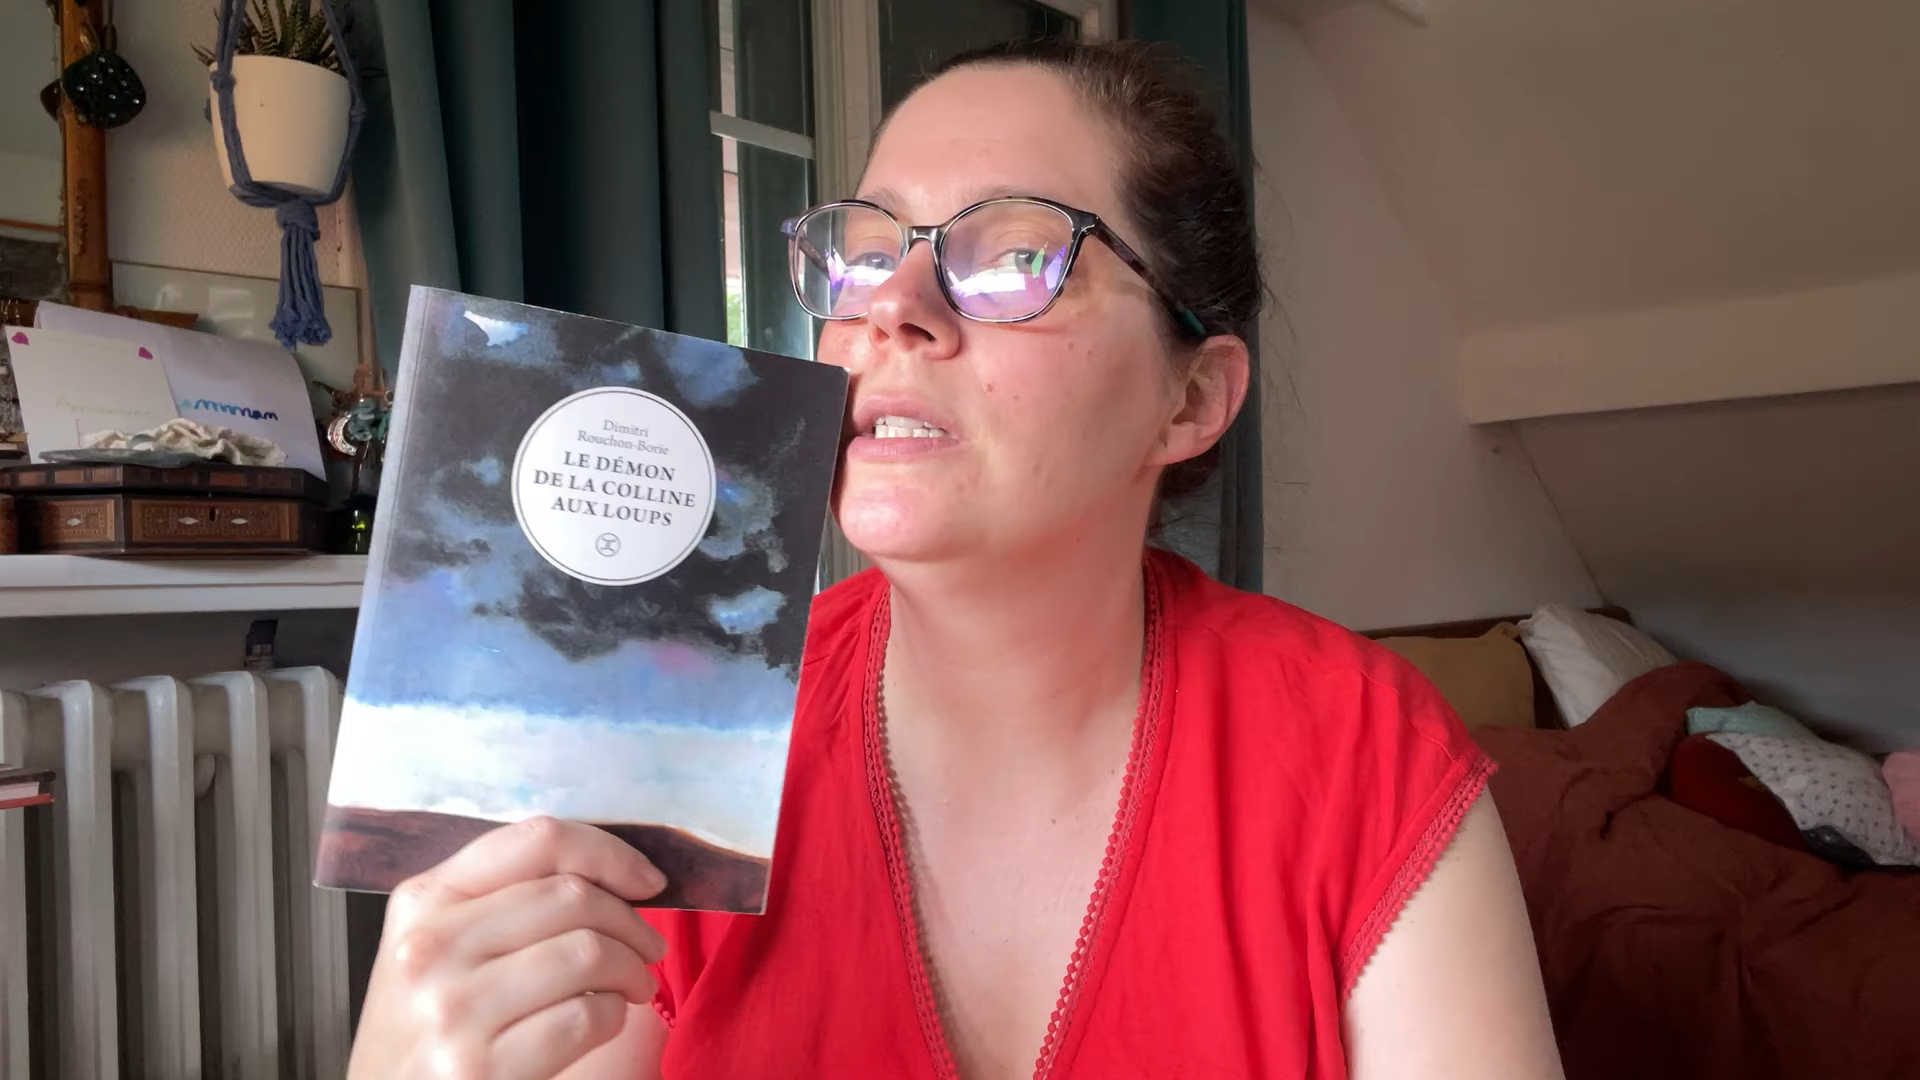 Dimitri
Rouchon-Borie
LE DÉMON
DE LA COLLINE
AUX LOUPS